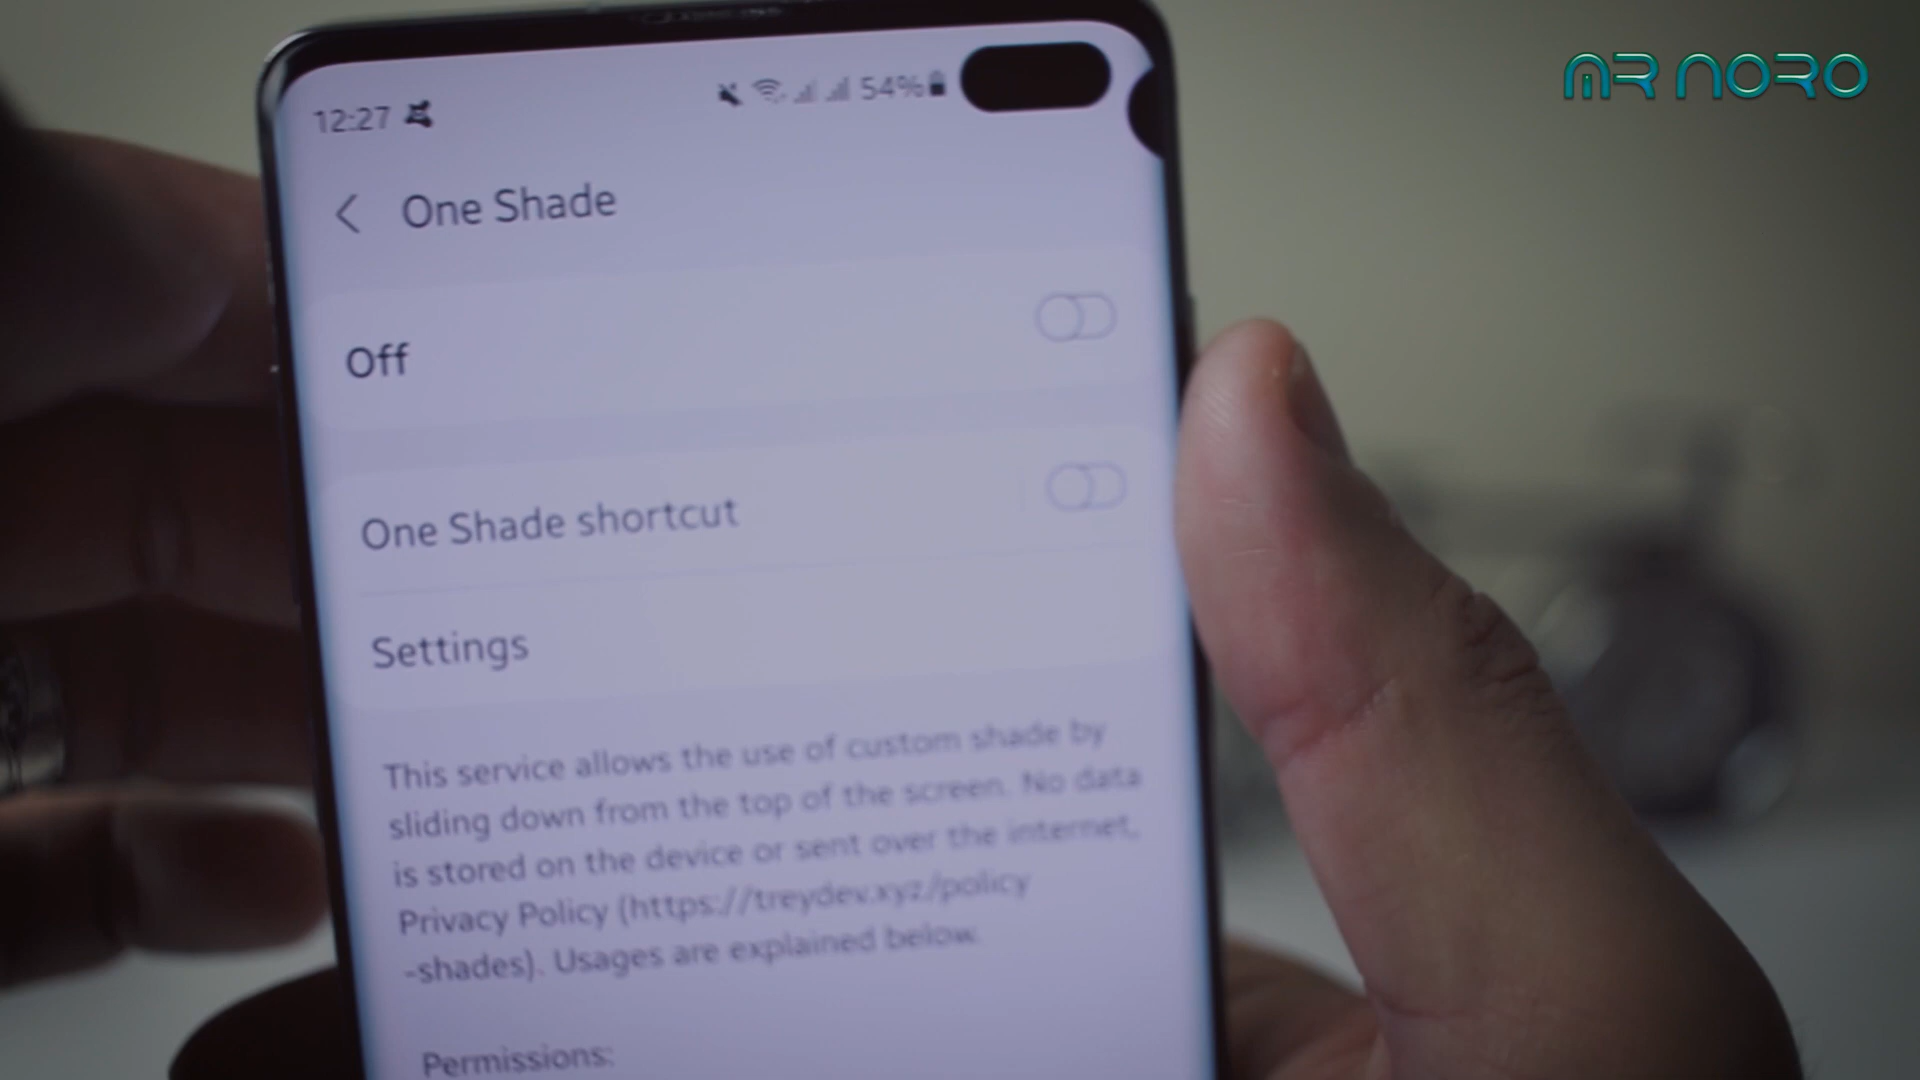 MR NORO
12:27
54%
One Shade
Off
One Shade shortcut
Settings
This service allows the use of custom shade by
sliding down from the top of the screen. No data
is stored on the device or sent over the internet,
Privacy Policy (https://treydev.xyz/policy
-shades). Usages are explained below.
Permissions: